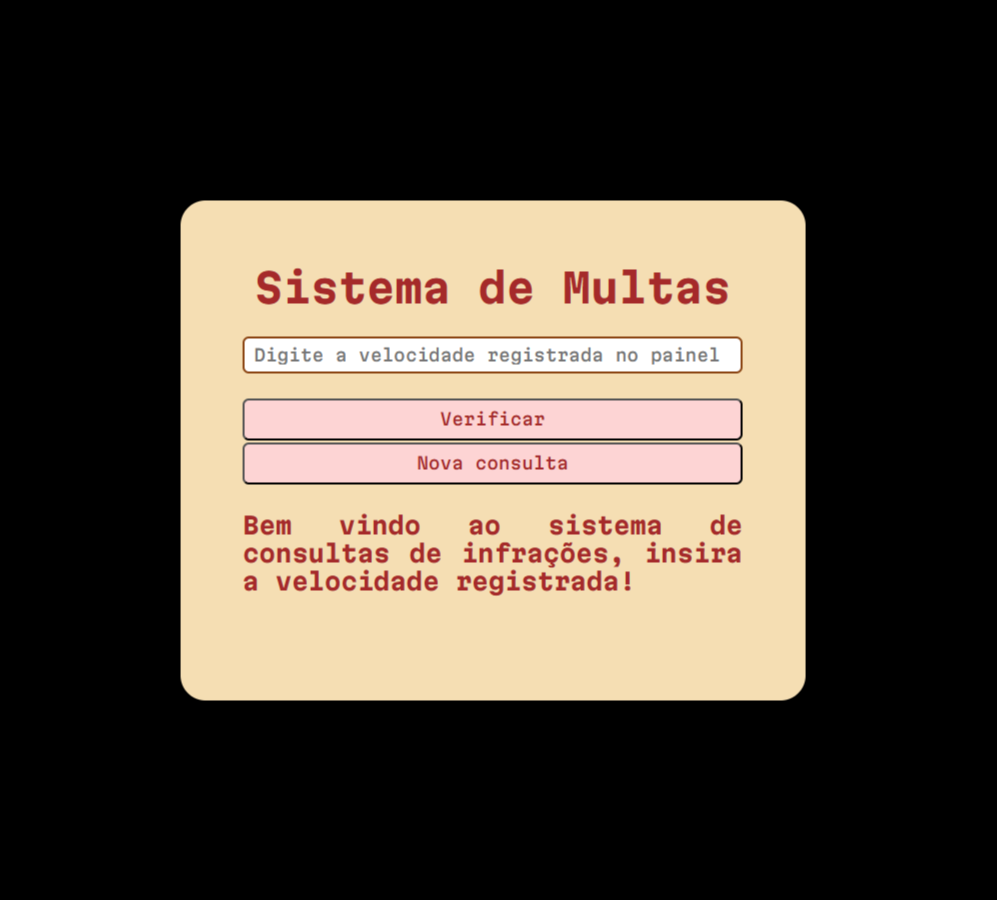 Sistema de Multas
Digite a velocidade registrada no painel
Verificar
Nova consulta
Bem vindo ao sistema de
consultas de infrações, insira
a velocidade registrada!